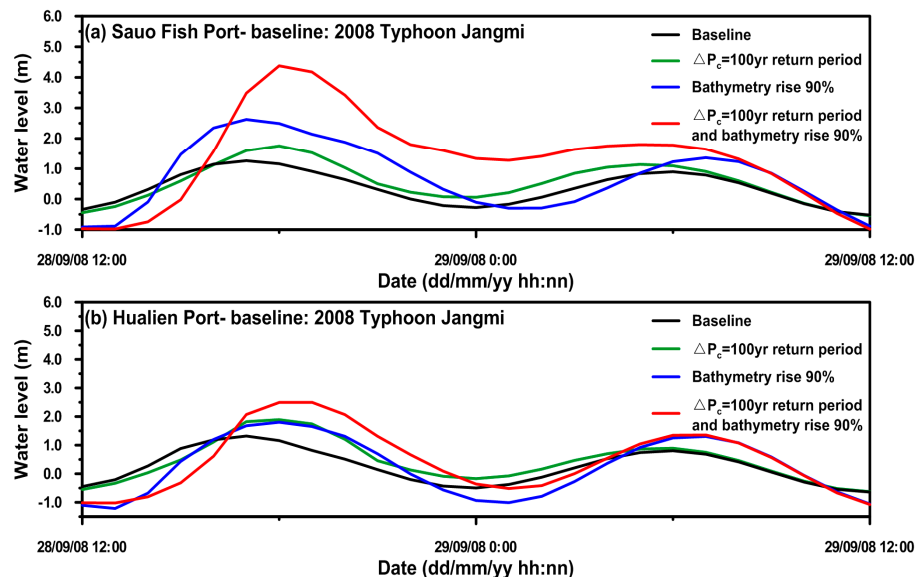 6.0
(a) Sauo Fish Port- baseline: 2008 Typhoon Jangmi
Baseline
5.0
△Pc=100yr return period
4.0
Bathymetry rise 90%
3.0
△Pc=100yr return period
and bathymetry rise 90%
2.0
1.0
0.0
-1.0
Water level (m)
28/09/08 12:00
29/09/08 0:00
29/09/08 12:00
Date (dd/mm/yy hh:nn)
6.0
(b) Hualien Port- baseline: 2008 Typhoon Jangmi
Baseline
5.0
△Pc=100yr return period
4.0
Bathymetry rise 90%
3.0
△Pc=100yr return period
and bathymetry rise 90%
2.0
1.0
0.0
-1.0
Water level (m)
28/09/08 12:00
29/09/08 0:00
29/09/08 12:00
Date (dd/mm/yy hh:nn)